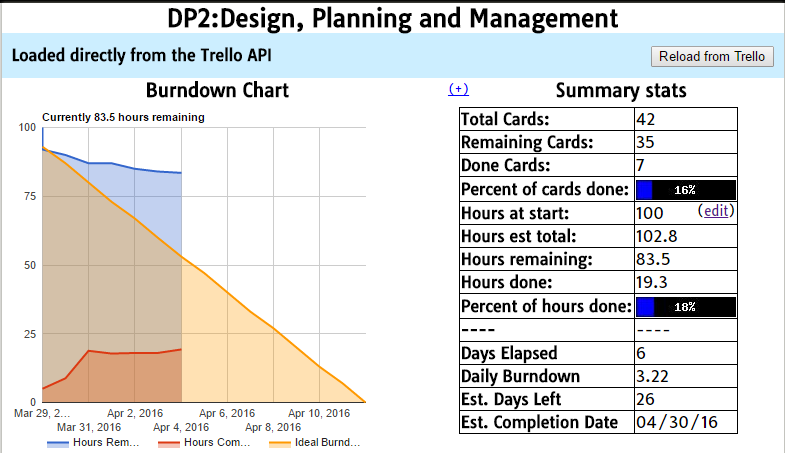 DP2:Design, Planning and Management
Loaded directly from the Trello API
Reload from Trello
Burndown Chart
Currently 83.5 hours remaining
100
75
50
25
0
Mar 29, 2...
Mar 31, 2016
Apr 2, 2016
Apr 4, 2016
Apr 6, 2016
Apr 8, 2016
Apr 10, 2016
Hours Rem...
Hours Com...
Ideal Burnd...
(+)
Summary stats
Total Cards: 42
Remaining Cards: 35
Done Cards: 7
Percent of cards done: 16%
Hours at start: 100 (edit)
Hours est total: 102.8
Hours remaining: 83.5
Hours done: 19.3
Percent of hours done: 18%
---- ----
Days Elapsed 6
Daily Burndown 3.22
Est. Days Left 26
Est. Completion Date 04/30/16